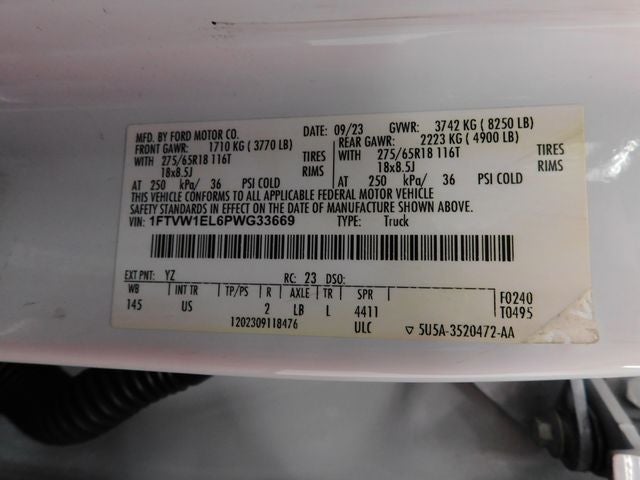 MFD. BY FORD MOTOR CO. DATE: 09/23 GVWR: 3742 KG ( 8250 LB)
FRONT GAWR: 1710 KG ( 3770 LB) REAR GAWR: 2223 KG ( 4900 LB)
WITH 275/65R18 116T TIRES WITH 275/65R18 116T TIRES
18x8.5J RIMS 18x8.5J RIMS
AT 250 kPa/ 36 PSI COLD AT 250 kPa/ 36 PSI COLD
THIS VEHICLE CONFORMS TO ALL APPLICABLE FEDERAL MOTOR VEHICLE
SAFETY STANDARDS IN EFFECT ON THE DATE OF MANUFACTURE SHOWN ABOVE.
VIN: 1FTVW1EL6PWG33669 TYPE: Truck
EXT PNT: YZ RC: 23 DSO:
WB INT TR TP/PS R AXLE TR SPR F0240
145 US 2 LB L 4411 T0495
1202309118476 ULC ▽ 5U5A-3520472-AA